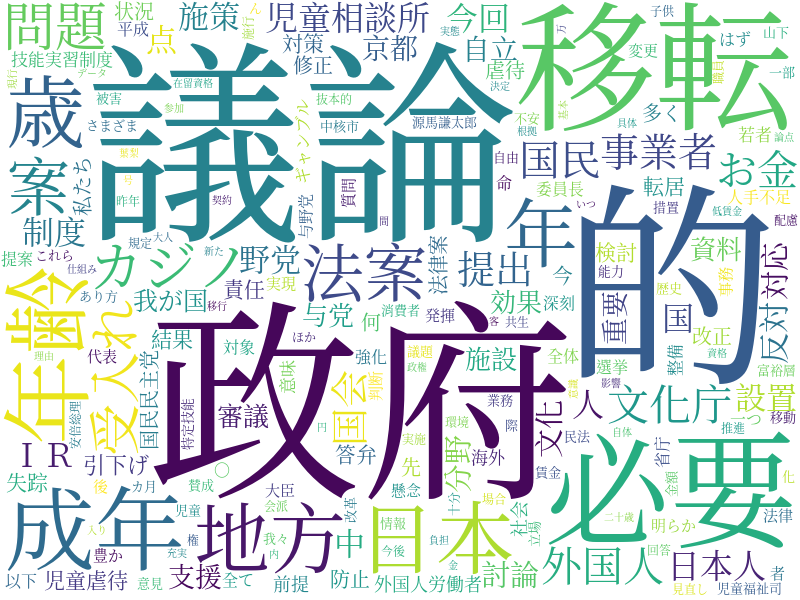 問題
状況
平成
施策
児童相談所
今回
移転
変更
子供
万
山下
はず
一部
技能実習制度
点
対策
修正
京都
自立
虐待
実態
施行
ん
現行
データ
在留資格
抜本的
参加
決定
基本
職員
歳
議論
被害
さまざま
中核市
源馬謙太郎
ギャンブル
不安
根拠
具体
多く
若者
論点
案
私たち
昨年
号
契約
質問
与野党
命
自由
国民
委員長
事業者
転居
お金
人手不足
制度
提案
これら
規定
大人
新た
間
カジノ
野党
法案
年
提出
法律案
いつ
措置
低賃金
配慮
的
重要
検討
能力
資料
対応
反対
国
今
歴史
事務
年齢
仕組み
あり方
我が国
移行
責任
実現
与党
何
効果
深刻
消費者
発揮
共生
客
ほか
改正
整備
富裕層
理由
代表
受入れ
国民民主党
結果
対象
意味
強化
議題
政権
施設
全体
選挙
資格
影響
意識
政府
必要
安倍総理
特定技能
審議
国会
判断
文化
人
文化庁
設置
つ
移動
ＩＲ
引下げ
答弁
実施
先
分野
環境
業務
際
海外
民法
自体
推進
省庁
化
失踪
後
カ月
賛成
〇
円
大臣
会派
懸念
十分
場合
賃金
社会
立場
金額
成年
地方
日本
児童
権
改革
我々
情報
今後
負担
二十歳
明らか
法律
入り
豊か
内
充実
以下
児童虐待
意見
支援
全て
前提
中
防止
外国人労働者
金
討論
外国人
回答
日本人
者
見直し
児童福祉司